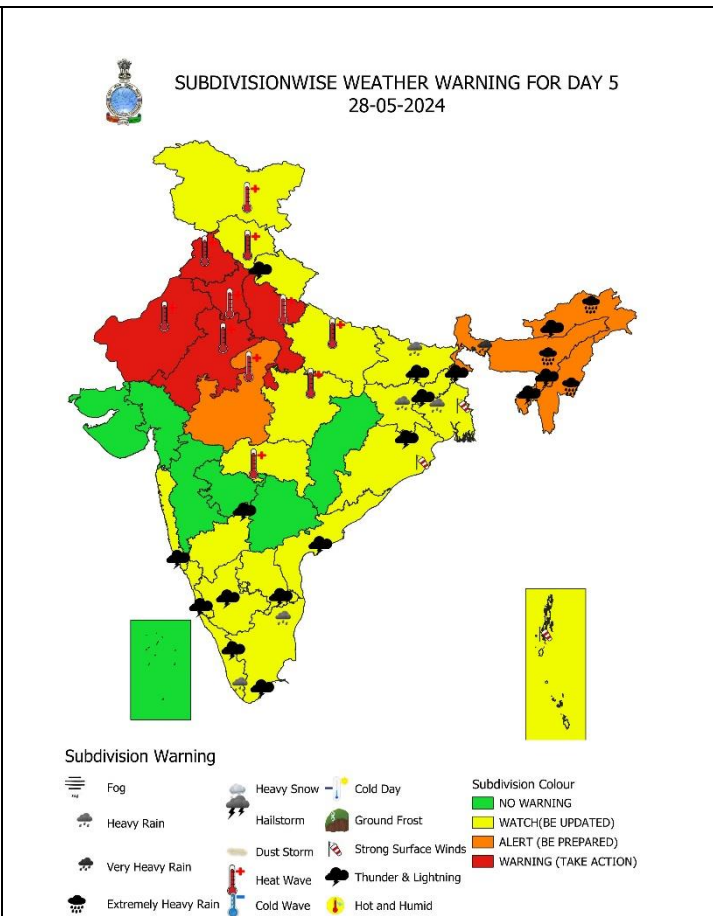 SUBDIVISIONWISE WEATHER WARNING FOR DAY 5
28-05-2024
Subdivision Warning
Fog
Heavy Rain
Very Heavy Rain
Extremely Heavy Rain
Heavy Snow
Hailstorm
Dust Storm
Heat Wave
Cold Wave
Cold Day
Ground Frost
Strong Surface Winds
Thunder & Lightning
Hot and Humid
Subdivision Colour
NO WARNING
WATCH(BE UPDATED)
ALERT (BE PREPARED)
WARNING (TAKE ACTION)